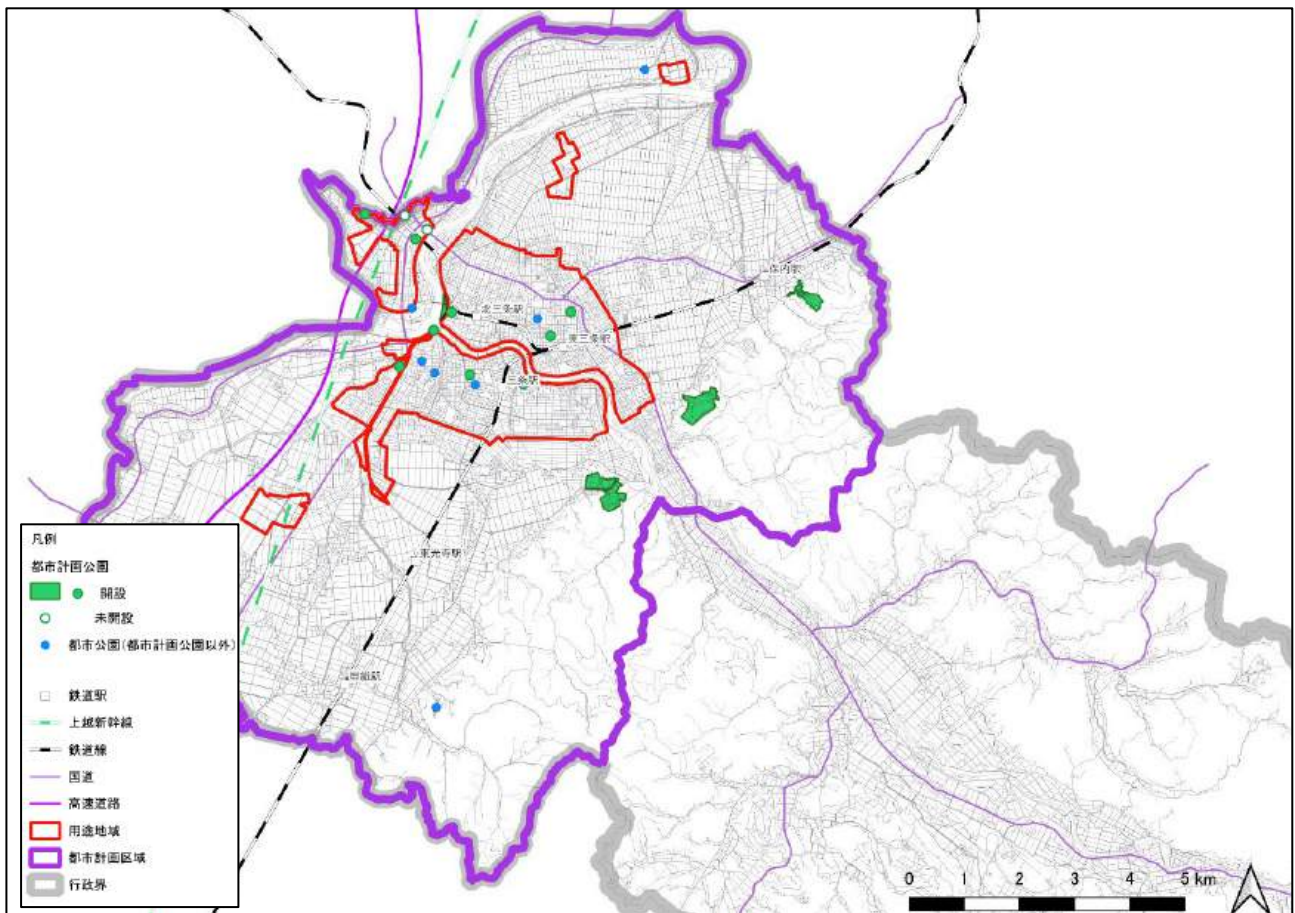 保内駅
北三条駅
東三条駅
三条駅
東光寺駅
凡例
都市計画公園
開設
未開設
都市公園(都市計画公園以外)
鉄道駅
上越新幹線
鉄道線
国道
高速道路
用途地域
都市計画区域
行政界
0 1 2 3 4 5 km